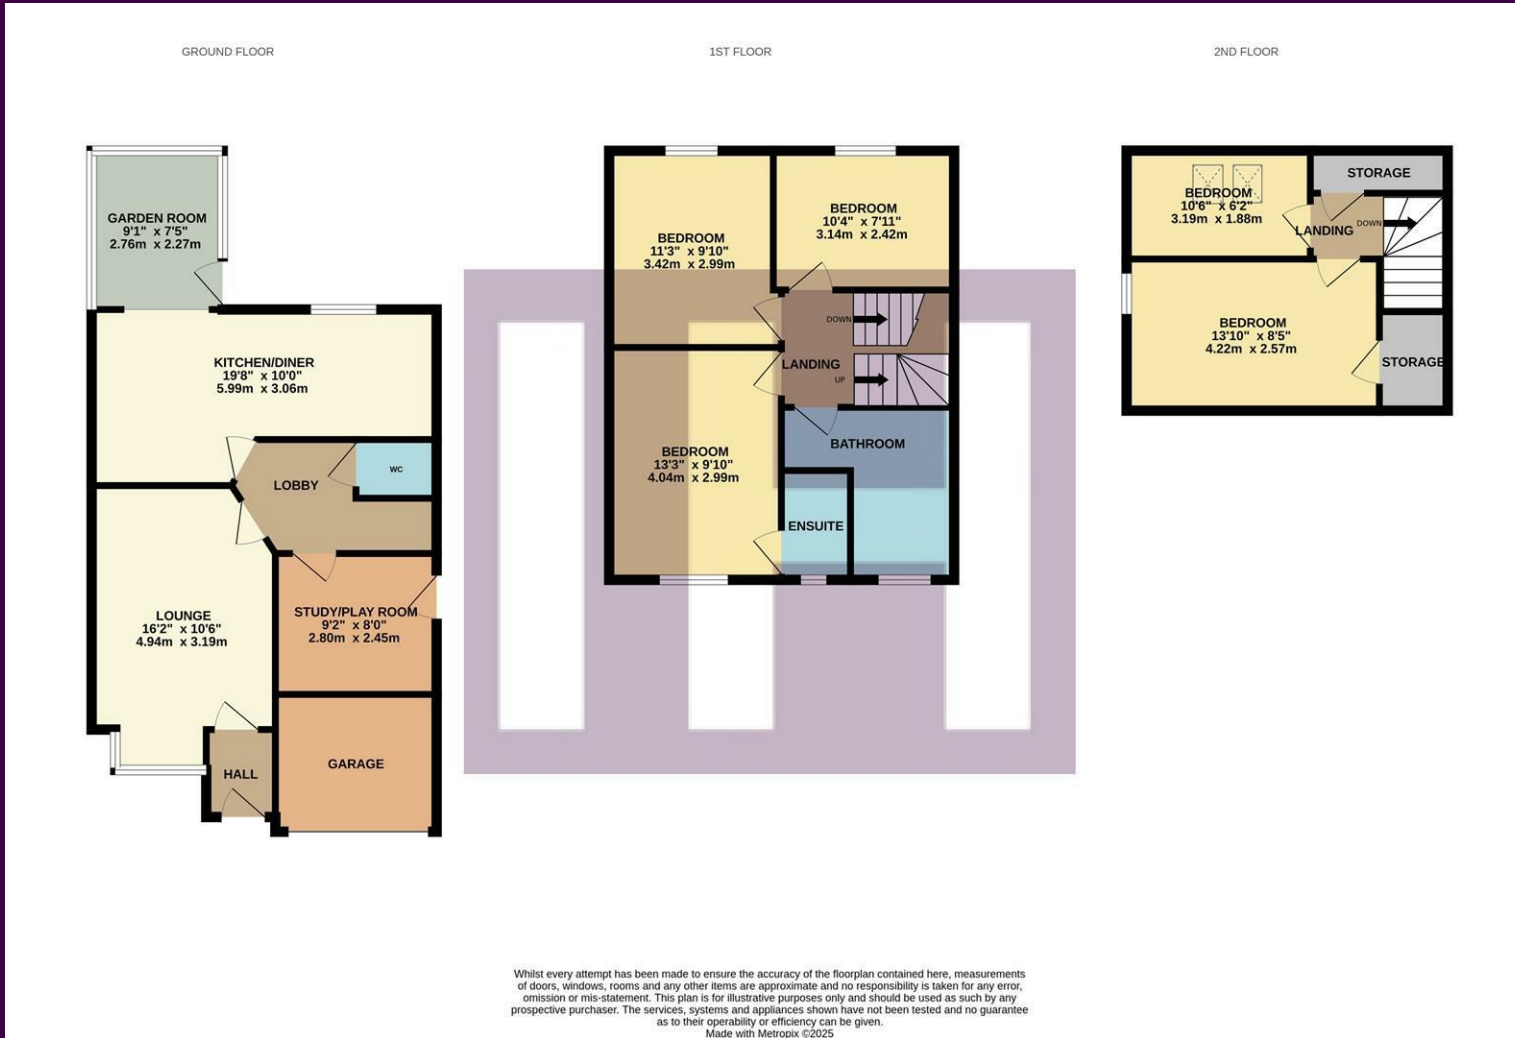 GROUND FLOOR
1ST FLOOR
2ND FLOOR
GARDEN ROOM
9'1" x 7'5"
2.76m x 2.27m
KITCHEN/DINER
19'8" x 10'0"
5.99m x 3.06m
LOBBY
WC
LOUNGE
16'2" x 10'6"
4.94m x 3.19m
STUDY/PLAY ROOM
9'2" x 8'0"
2.80m x 2.45m
HALL
GARAGE
BEDROOM
11'3" x 9'10"
3.42m x 2.99m
BEDROOM
10'4" x 7'11"
3.14m x 2.42m
DOWN
LANDING
UP
BEDROOM
13'3" x 9'10"
4.04m x 2.99m
BATHROOM
ENSUITE
BEDROOM
10'6" x 6'2"
3.19m x 1.88m
STORAGE
DOWN
LANDING
BEDROOM
13'10" x 8'5"
4.22m x 2.57m
STORAGE
Whilst every attempt has been made to ensure the accuracy of the floorplan contained here, measurements
of doors, windows, rooms and any other items are approximate and no responsibility is taken for any error,
omission or mis-statement. This plan is for illustrative purposes only and should be used as such by any
prospective purchaser. The services, systems and appliances shown have not been tested and no guarantee
as to their operability or efficiency can be given.
Made with Metropix ©2025